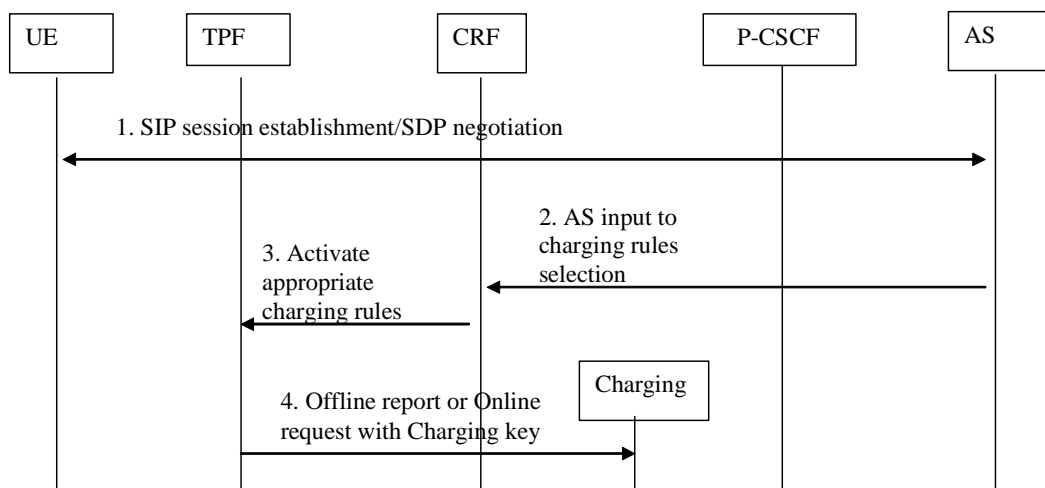 UE
TPF
CRF
P-CSCF
AS
1. SIP session establishment/SDP negotiation
2. AS input to
charging rules
selection
3. Activate
appropriate
charging rules
Charging
4. Offline report or Online
request with Charging key